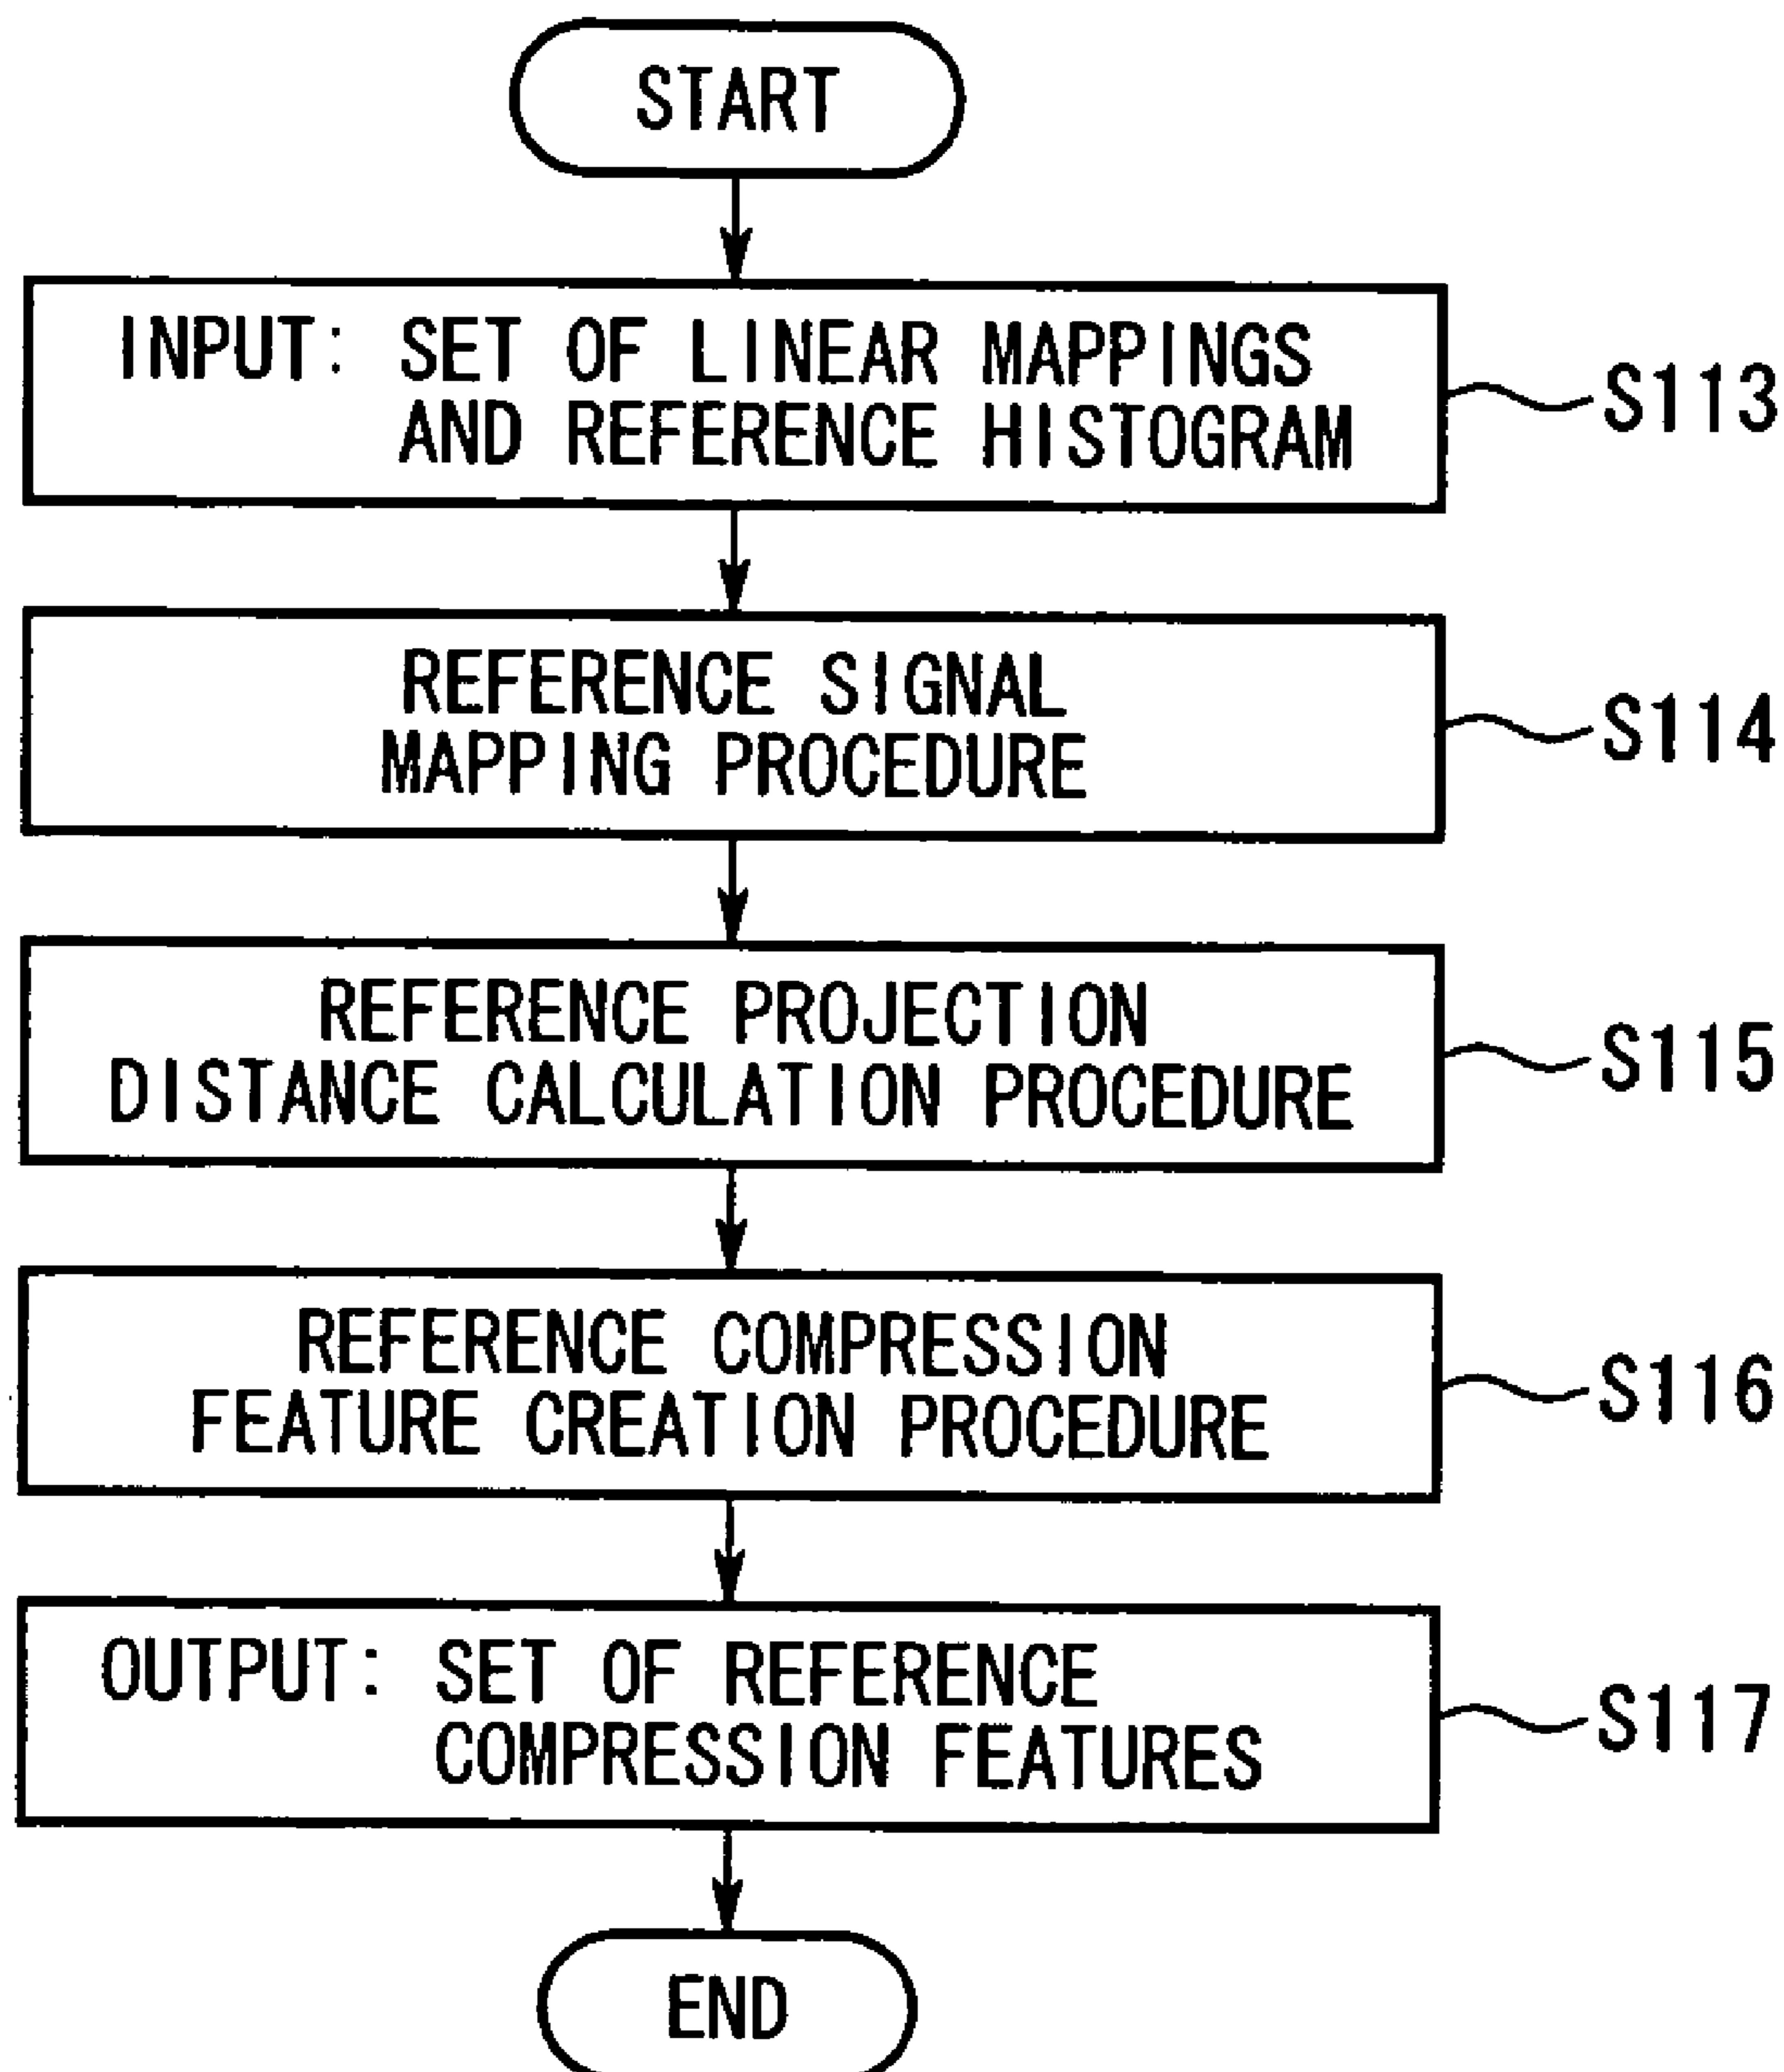 START
INPUT: SET OF LINEAR MAPPINGS
AND REFERENCE HISTOGRAM
S113
REFERENCE SIGNAL
MAPPING PROCEDURE
S114
REFERENCE PROJECTION
DISTANCE CALCULATION PROCEDURE
S115
REFERENCE COMPRESSION
FEATURE CREATION PROCEDURE
S116
OUTPUT: SET OF REFERENCE
COMPRESSION FEATURES
S117
END